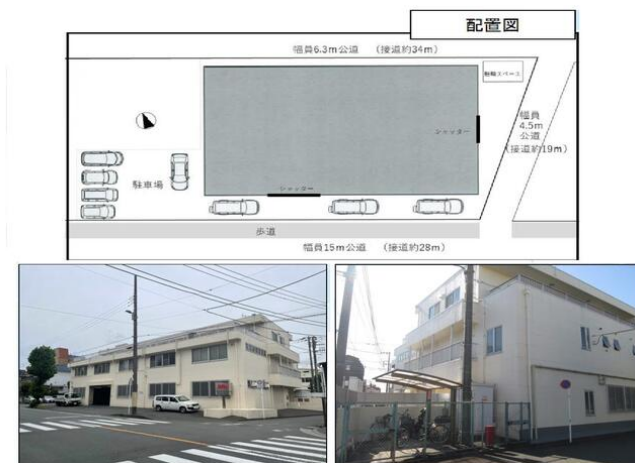 配置図
幅員6.3m公道 （接道約34m）
駐輪スペース
シャッター
幅員
4.5m
公道
（接道約19m）
駐車場
シャッター
歩道
幅員15m公道 （接道約28m）